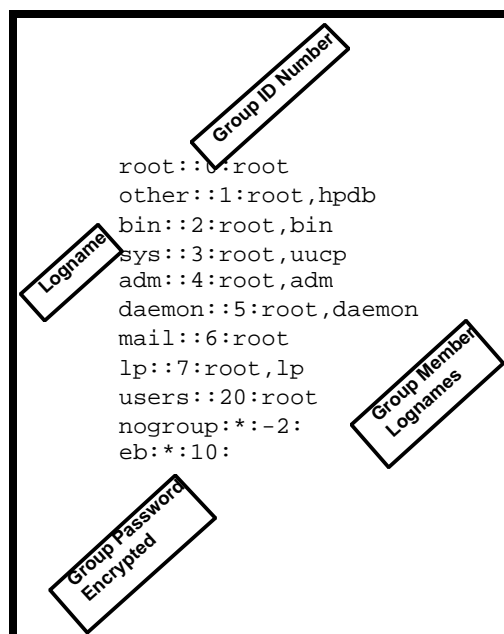 Group ID Number
root::0:root
other::1:root,hpdb
bin::2:root,bin
sys::3:root,uucp
Logname
adm::4:root,adm
daemon::5:root,daemon
mail::6:root
lp::7:root,lp
users::20:root
Group Member
Lognames
nogroup:*:-2:
eb:*:10:
Group Password
Encrypted